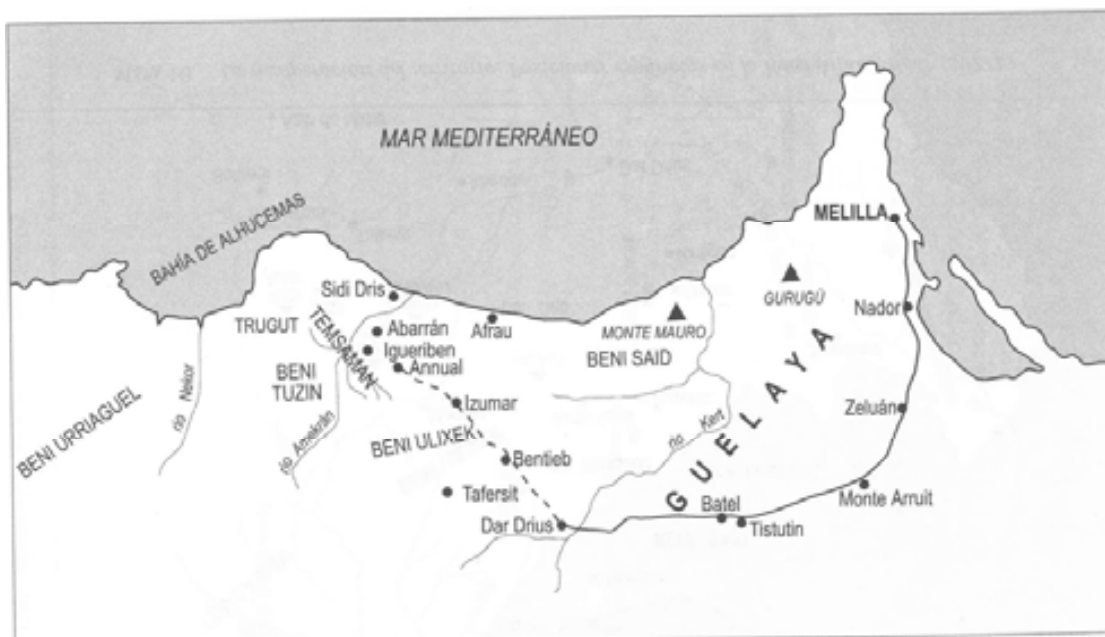 MAR MEDITERRÁNEO
BAHÍA DE ALHUCEMAS
MELILLA
GURUGÚ
Nador
Sidi Dris
Afrau
MONTE MAURO
TRUGUT
TEMSAMAN
Abarrán
Igueriben
Annual
BENI SAID
BENI
TUZIN
río Nekor
BENI URRIAGUEL
Izumar
Zeluán
río Amekrán
BENI ULIXEK
río Kert
GUELAYA
Bentieb
Tafersit
Monte Arruit
Batel
Dar Drius
Tistutin